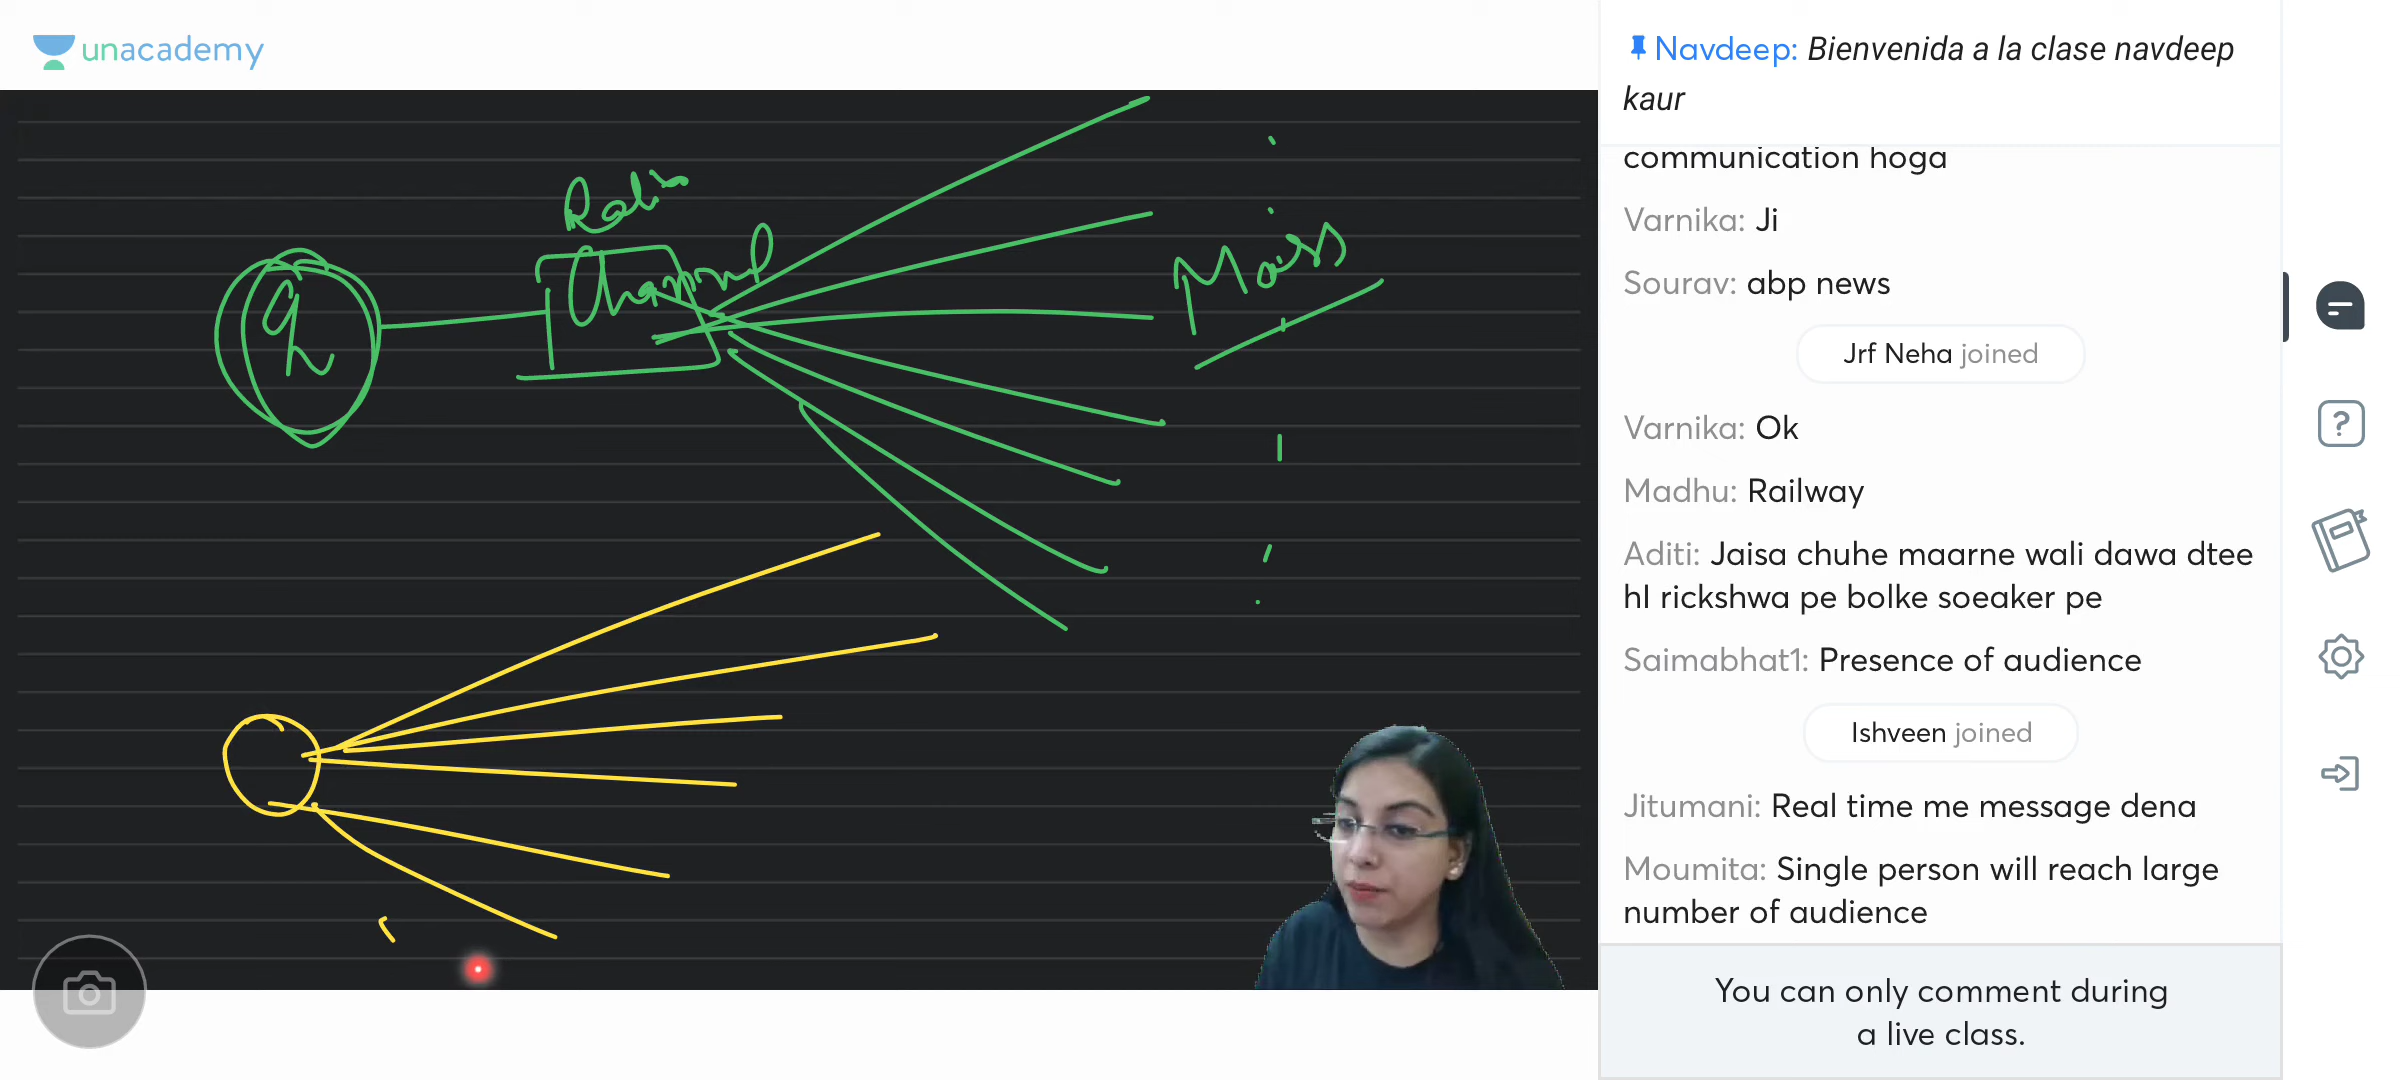 unacademy
Radio
Channel
Mass
Navdeep: Bienvenida a la clase navdeep
kaur
communication hoga
Varnika: Ji
Sourav: abp news
Jrf Neha joined
Varnika: Ok
Madhu: Railway
Aditi: Jaisa chuhe maarne wali dawa dtee
hI rickshwa pe bolke soeaker pe
Saimabhat1: Presence of audience
Ishveen joined
Jitumani: Real time me message dena
Moumita: Single person will reach large
number of audience
You can only comment during
a live class.